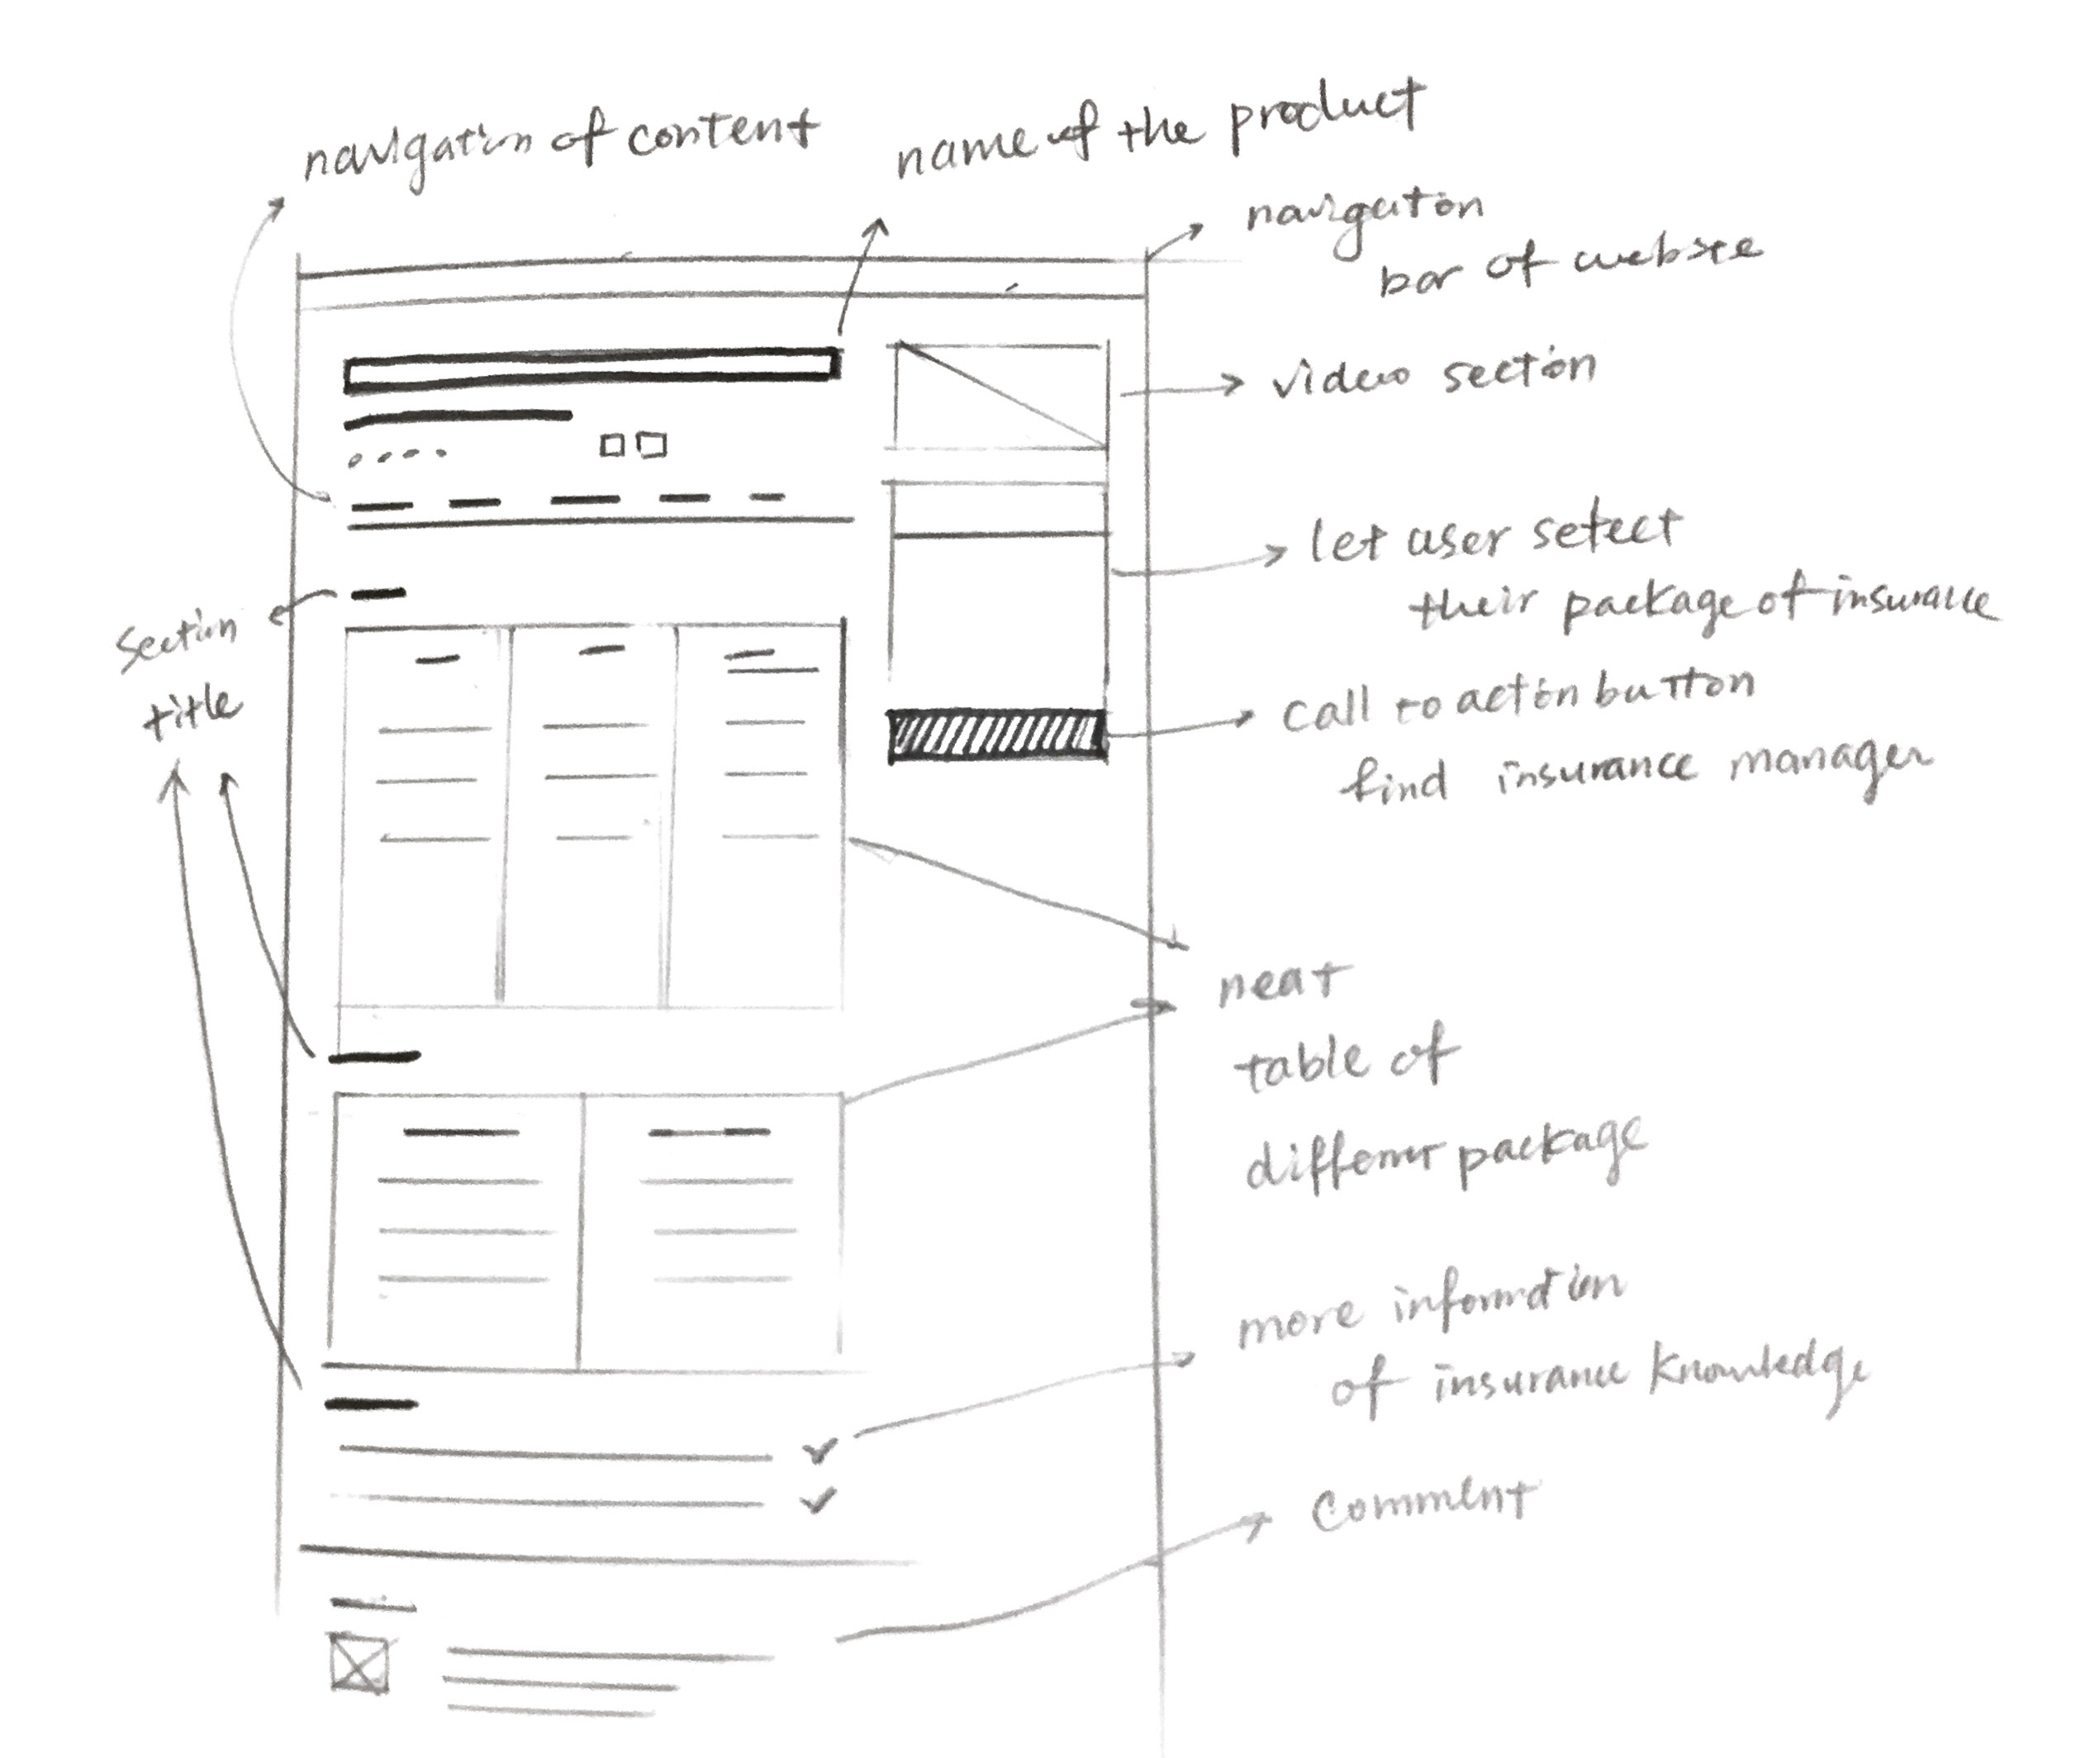 navigation of content
name of the product
navigation
bar of website
video section
let user select
their package of insurance
Section
title
call to action button
find insurance manager
neat
table of
different package
more information
of insurance knowledge
Comment